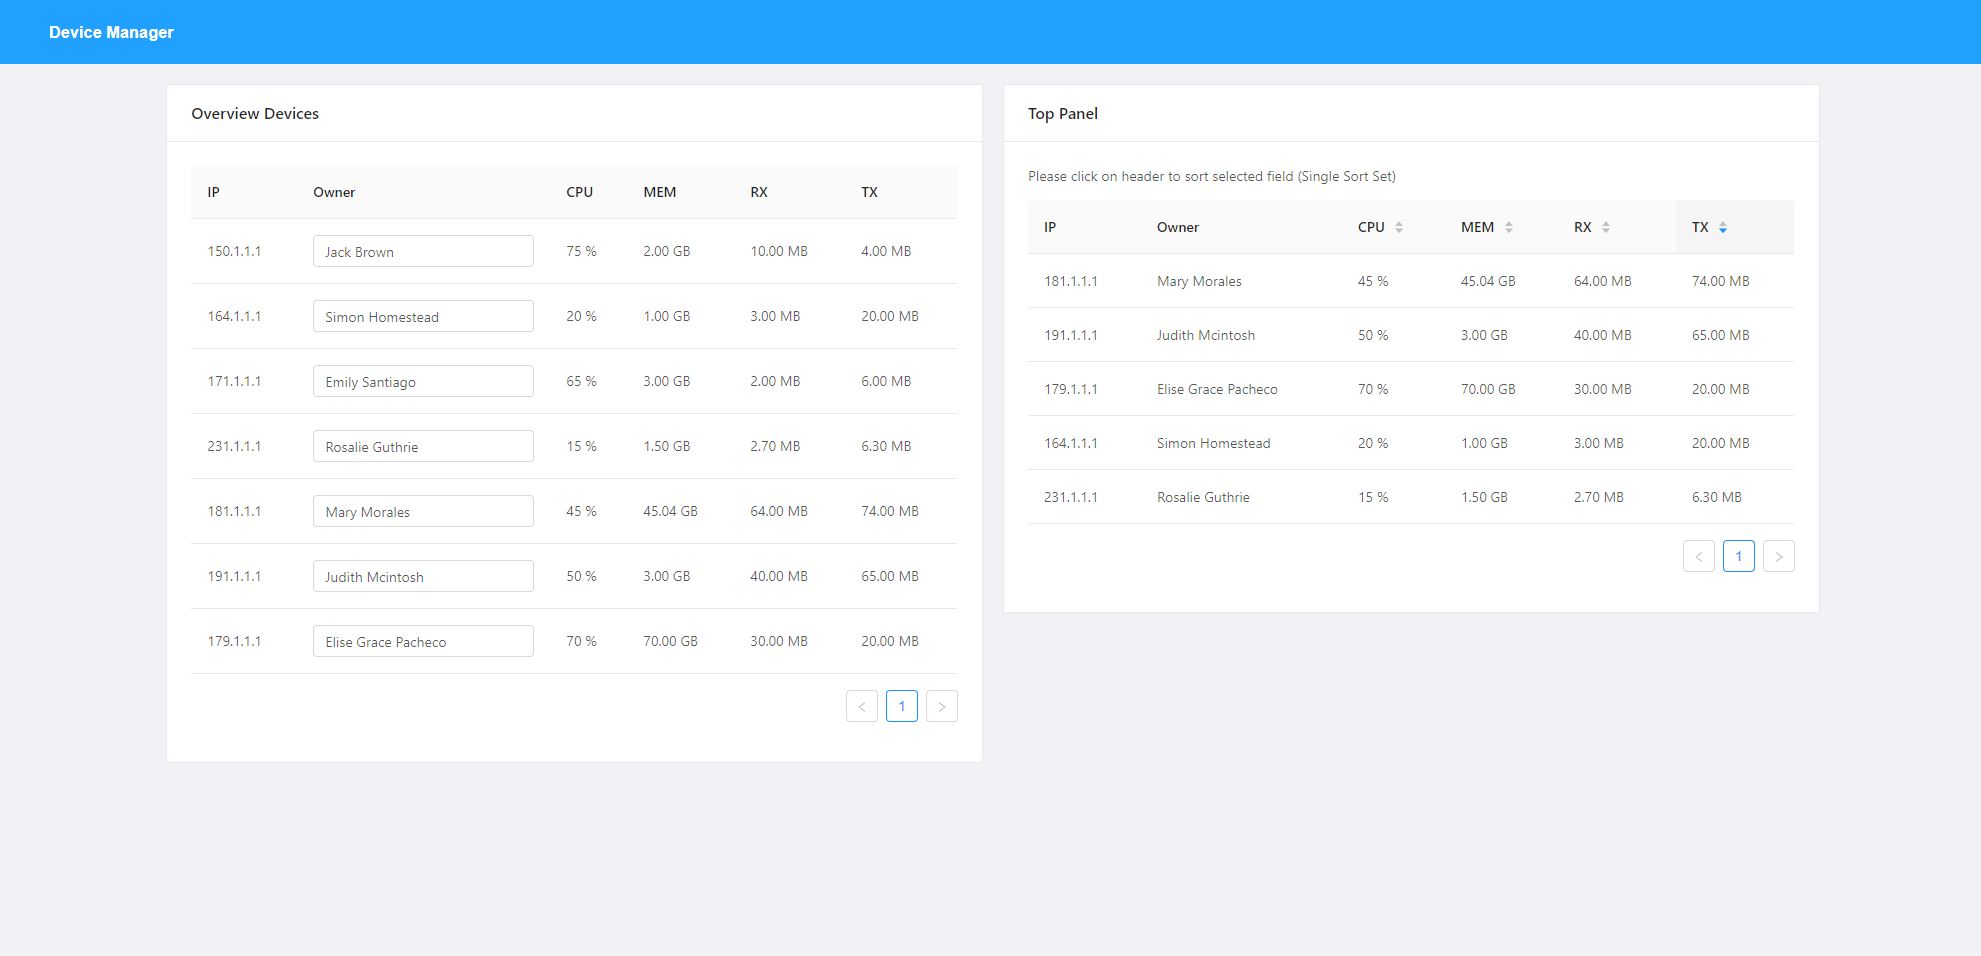 Device Manager
Overview Devices
IP Owner CPU MEM RX TX
150.1.1.1 Jack Brown 75 % 2.00 GB 10.00 MB 4.00 MB
164.1.1.1 Simon Homestead 20 % 1.00 GB 3.00 MB 20.00 MB
171.1.1.1 Emily Santiago 65 % 3.00 GB 2.00 MB 6.00 MB
231.1.1.1 Rosalie Guthrie 15 % 1.50 GB 2.70 MB 6.30 MB
181.1.1.1 Mary Morales 45 % 45.04 GB 64.00 MB 74.00 MB
191.1.1.1 Judith Mcintosh 50 % 3.00 GB 40.00 MB 65.00 MB
179.1.1.1 Elise Grace Pacheco 70 % 70.00 GB 30.00 MB 20.00 MB
< 1 >
Top Panel
Please click on header to sort selected field (Single Sort Set)
IP Owner CPU MEM RX TX
181.1.1.1 Mary Morales 45 % 45.04 GB 64.00 MB 74.00 MB
191.1.1.1 Judith Mcintosh 50 % 3.00 GB 40.00 MB 65.00 MB
179.1.1.1 Elise Grace Pacheco 70 % 70.00 GB 30.00 MB 20.00 MB
164.1.1.1 Simon Homestead 20 % 1.00 GB 3.00 MB 20.00 MB
231.1.1.1 Rosalie Guthrie 15 % 1.50 GB 2.70 MB 6.30 MB
< 1 >